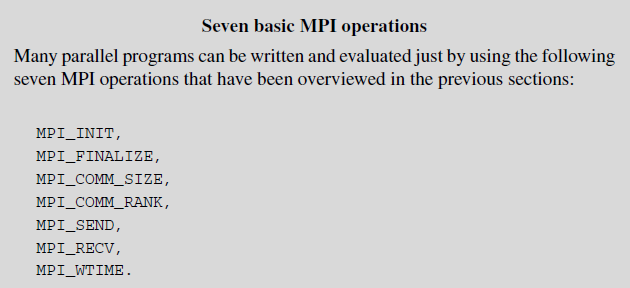 Seven basic MPI operations
Many parallel programs can be written and evaluated just by using the following
seven MPI operations that have been overviewed in the previous sections:
MPI_INIT,
MPI_FINALIZE,
MPI_COMM_SIZE,
MPI_COMM_RANK,
MPI_SEND,
MPI_RECV,
MPI_WTIME.